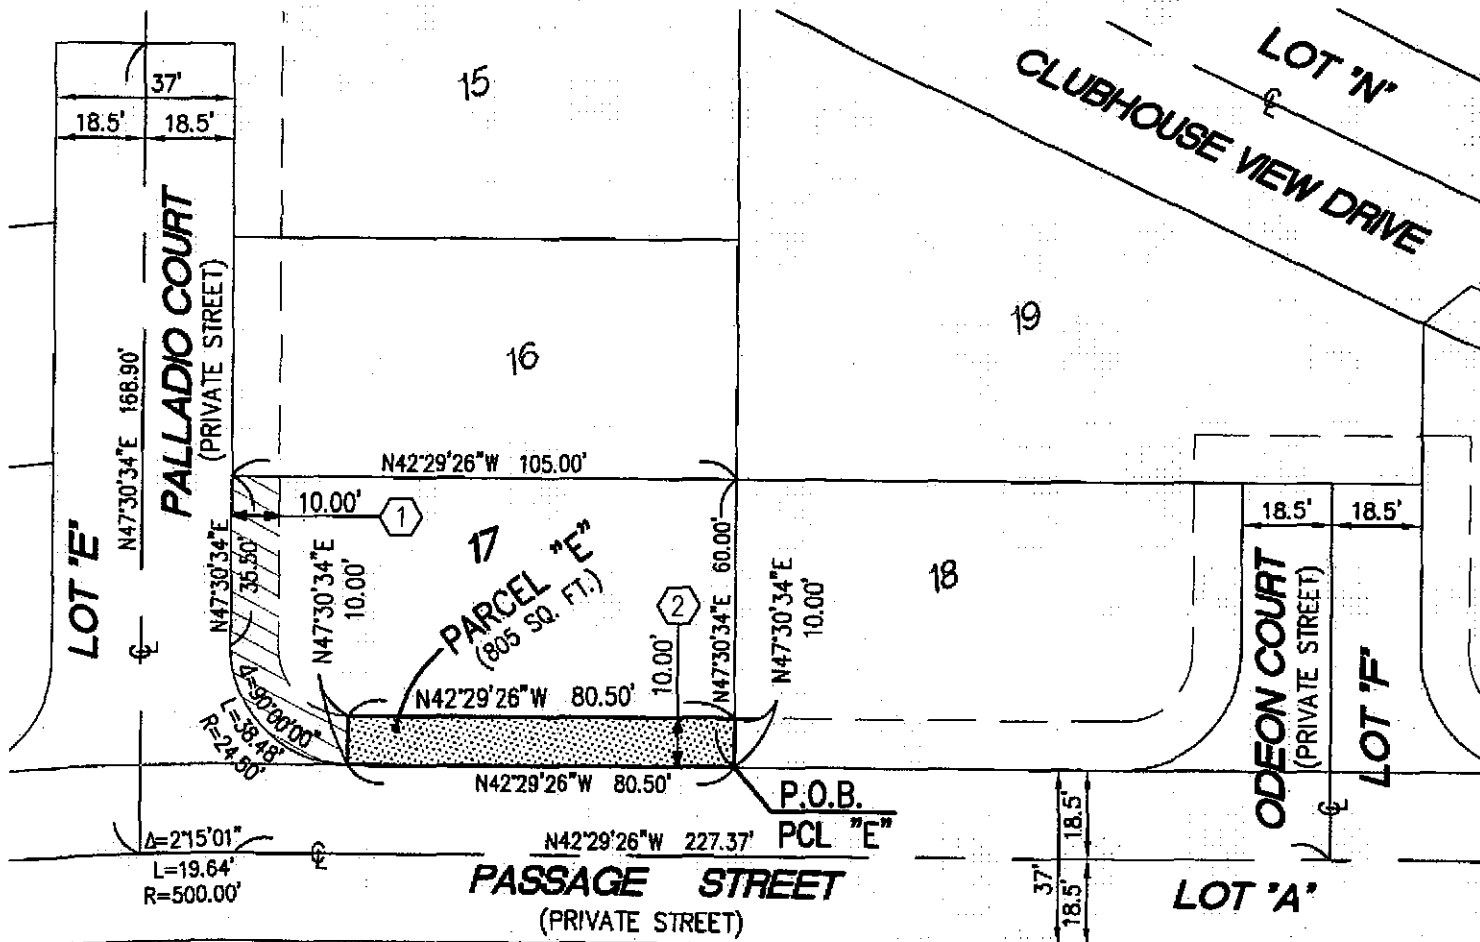 37'
18.5'
18.5'
15
LOT "N"
℄
CLUBHOUSE VIEW DRIVE
PALLADIO COURT
(PRIVATE STREET)
N47°30'34"E 168.90'
LOT "E"
℄
16
19
N42°29'26"W 105.00'
10.00'
1
N47°30'34"E
35.50'
N47°30'34"E
10.00'
17
PARCEL "E"
(805 SQ. FT.)
2
10.00'
N47°30'34"E 60.00'
N47°30'34"E
10.00'
18
18.5'
18.5'
ODEON COURT
(PRIVATE STREET)
LOT "F"
℄
Δ=90°00'00"
L=38.48'
R=24.50'
N42°29'26"W 80.50'
N42°29'26"W 80.50'
P.O.B.
PCL "E"
Δ=2°15'01"
L=19.64'
R=500.00'
℄
N42°29'26"W 227.37'
PASSAGE STREET
(PRIVATE STREET)
37'
18.5'
18.5'
LOT "A"